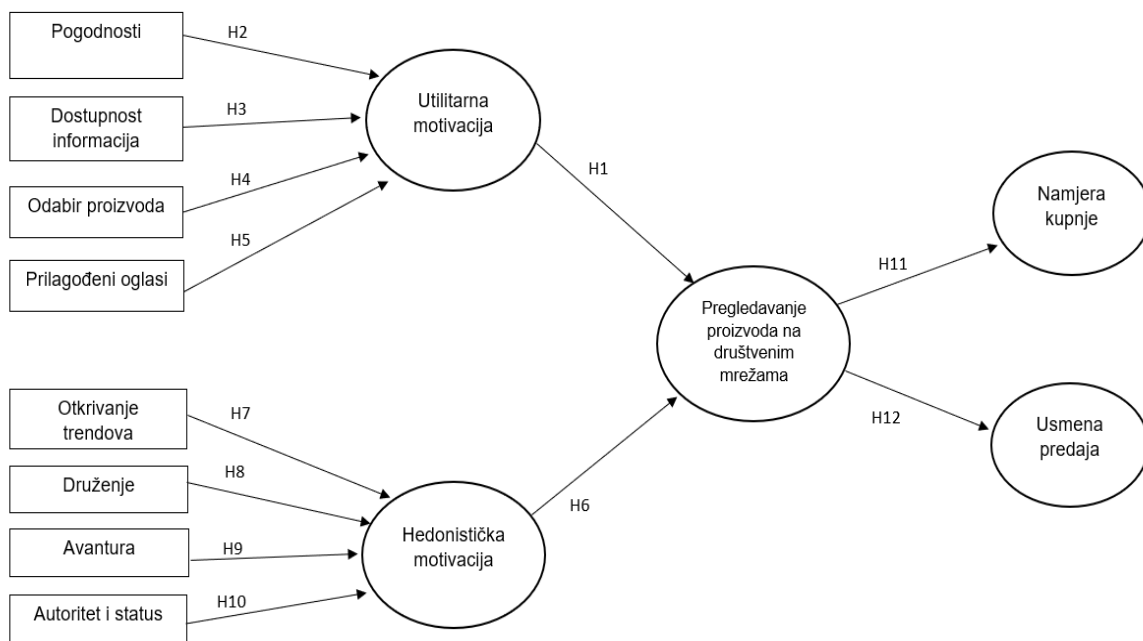 Pogodnosti
H2
Dostupnost
informacija
H3
Odabir proizvoda
H4
Prilagođeni oglasi
H5
Utilitarna
motivacija
H1
Otkrivanje
trendova
H7
Druženje
H8
Avantura
H9
Autoritet i status
H10
Hedonistička
motivacija
H6
Pregledavanje
proizvoda na
društvenim
mrežama
H11
Namjera
kupnje
H12
Usmena
predaja